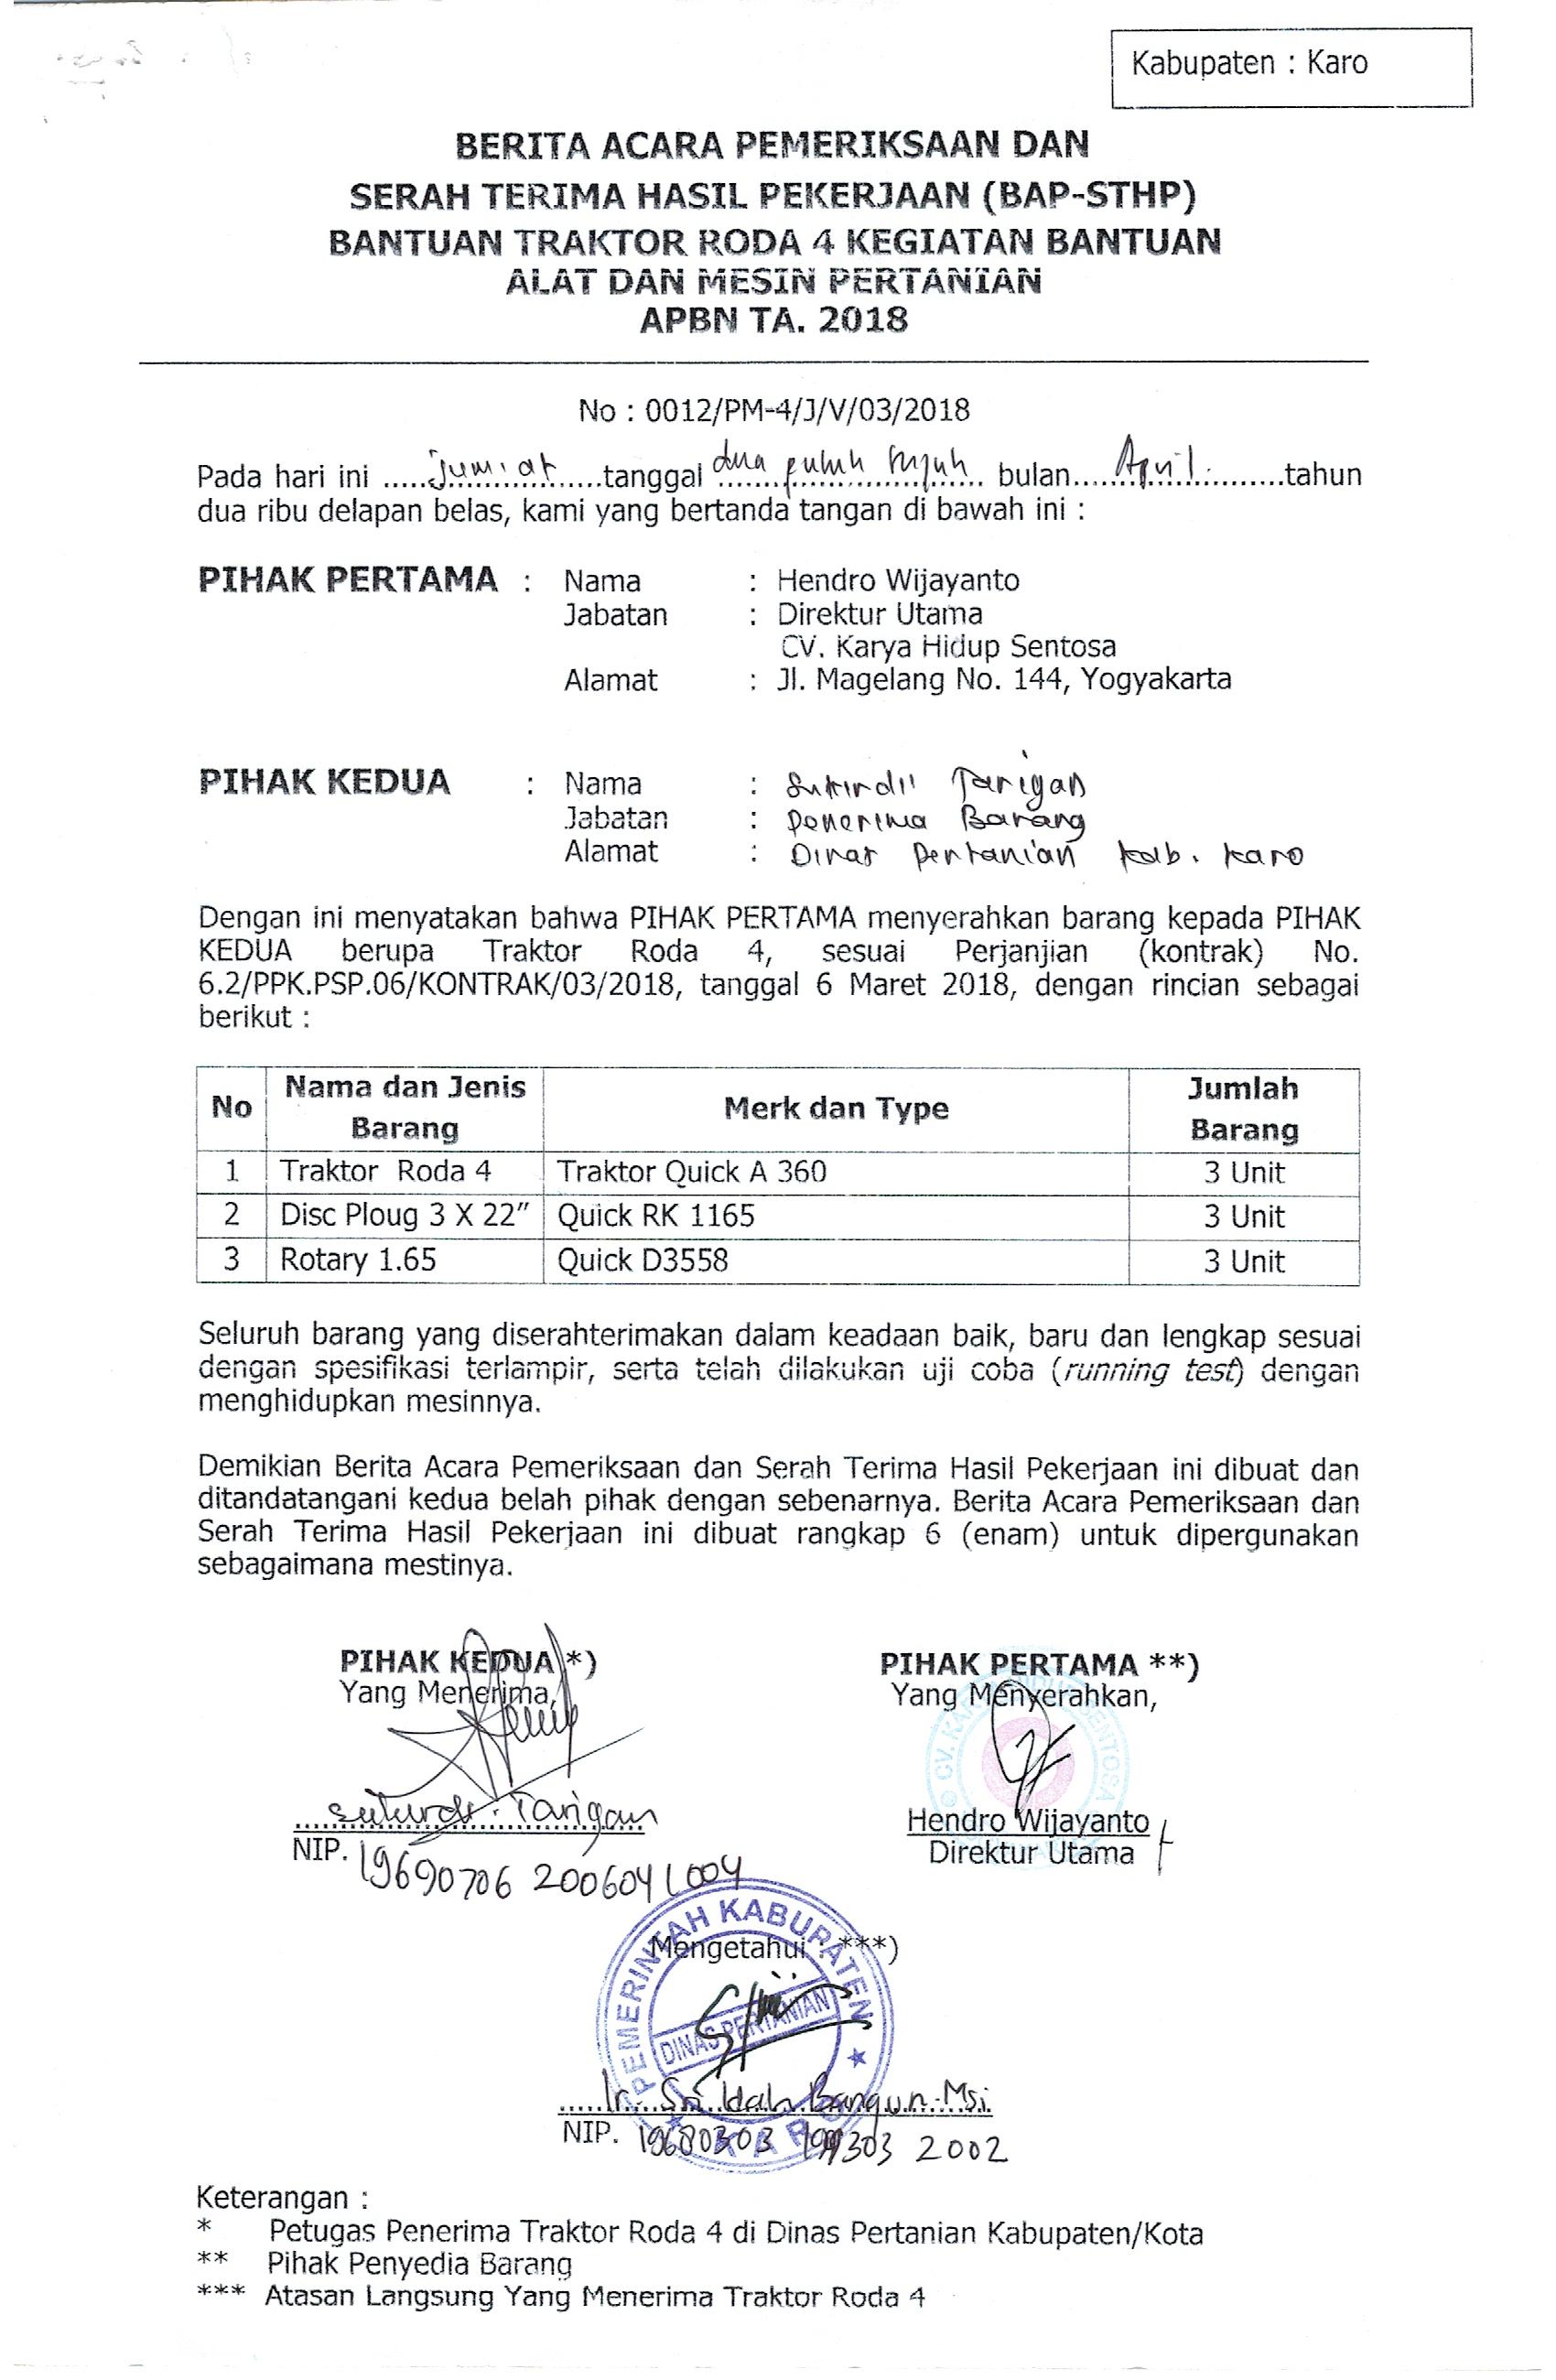 Kabupaten : Karo
BERITA ACARA PEMERIKSAAN DAN
SERAH TERIMA HASIL PEKERJAAN (BAP-STHP)
BANTUAN TRAKTOR RODA 4 KEGIATAN BANTUAN
ALAT DAN MESIN PERTANIAN
APBN TA. 2018
No : 0012/PM-4/J/V/03/2018
Pada hari ini ......jum'at......tanggal ...dua puluh tujuh... bulan......April......tahun
dua ribu delapan belas, kami yang bertanda tangan di bawah ini :
PIHAK PERTAMA : Nama : Hendro Wijayanto
Jabatan : Direktur Utama
CV. Karya Hidup Sentosa
Alamat : Jl. Magelang No. 144, Yogyakarta
PIHAK KEDUA : Nama : Tarigan
Jabatan : Penerima Barang
Alamat : Dinas Pertanian Kab. Karo
Dengan ini menyatakan bahwa PIHAK PERTAMA menyerahkan barang kepada PIHAK
KEDUA berupa Traktor Roda 4, sesuai Perjanjian (kontrak) No.
6.2/PPK.PSP.06/KONTRAK/03/2018, tanggal 6 Maret 2018, dengan rincian sebagai
berikut :
No Nama dan Jenis Barang Merk dan Type Jumlah Barang
1 Traktor Roda 4 Traktor Quick A 360 3 Unit
2 Disc Ploug 3 X 22" Quick RK 1165 3 Unit
3 Rotary 1.65 Quick D3558 3 Unit
Seluruh barang yang diserahterimakan dalam keadaan baik, baru dan lengkap sesuai
dengan spesifikasi terlampir, serta telah dilakukan uji coba (running test) dengan
menghidupkan mesinnya.
Demikian Berita Acara Pemeriksaan dan Serah Terima Hasil Pekerjaan ini dibuat dan
ditandatangani kedua belah pihak dengan sebenarnya. Berita Acara Pemeriksaan dan
Serah Terima Hasil Pekerjaan ini dibuat rangkap 6 (enam) untuk dipergunakan
sebagaimana mestinya.
PIHAK KEDUA *) PIHAK PERTAMA **)
Yang Menerima, Yang Menyerahkan,
CV. KARYA HIDUP SENTOSA
Tarigan Hendro Wijayanto
NIP. 19690706 200604 1 004 Direktur Utama
PEMERINTAH KABUPATEN
Mengetahui : ***)
DINAS PERTANIAN
Ir. Sri Bangun. Msi
KARO
NIP. 19680303 199303 2002
Keterangan :
* Petugas Penerima Traktor Roda 4 di Dinas Pertanian Kabupaten/Kota
** Pihak Penyedia Barang
*** Atasan Langsung Yang Menerima Traktor Roda 4